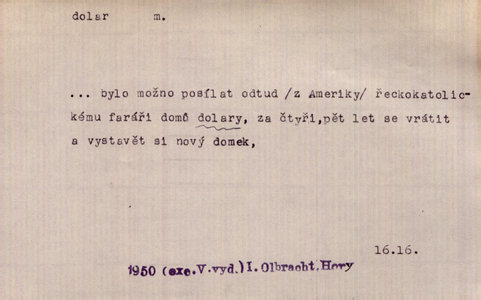 dolar m.
... bylo možno posílat odtud /z Ameriky/ řeckokatolic-
kému faráři domů dolary, za čtyři,pět let se vrátit
a vystavět si nový domek,
16.16.
1950 (exc.V.vyd.) I. Olbracht.Hory